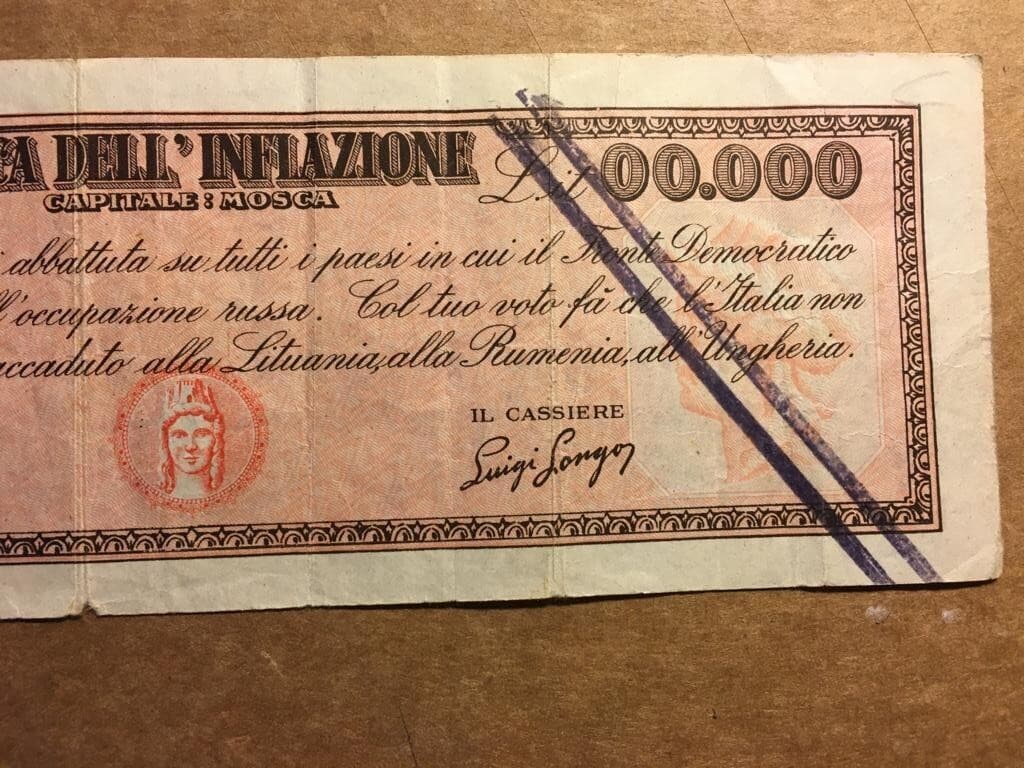 CA DELL'INFLAZIONE L.it 00.000
CAPITALE: MOSCA
i abbattuta su tutti i paesi in cui il Fronte Democratico
ll'occupazione russa. Col tuo voto fà che l'Italia non
accaduto alla Lituania, alla Rumenia, all'Ungheria.
IL CASSIERE
Luigi Longo